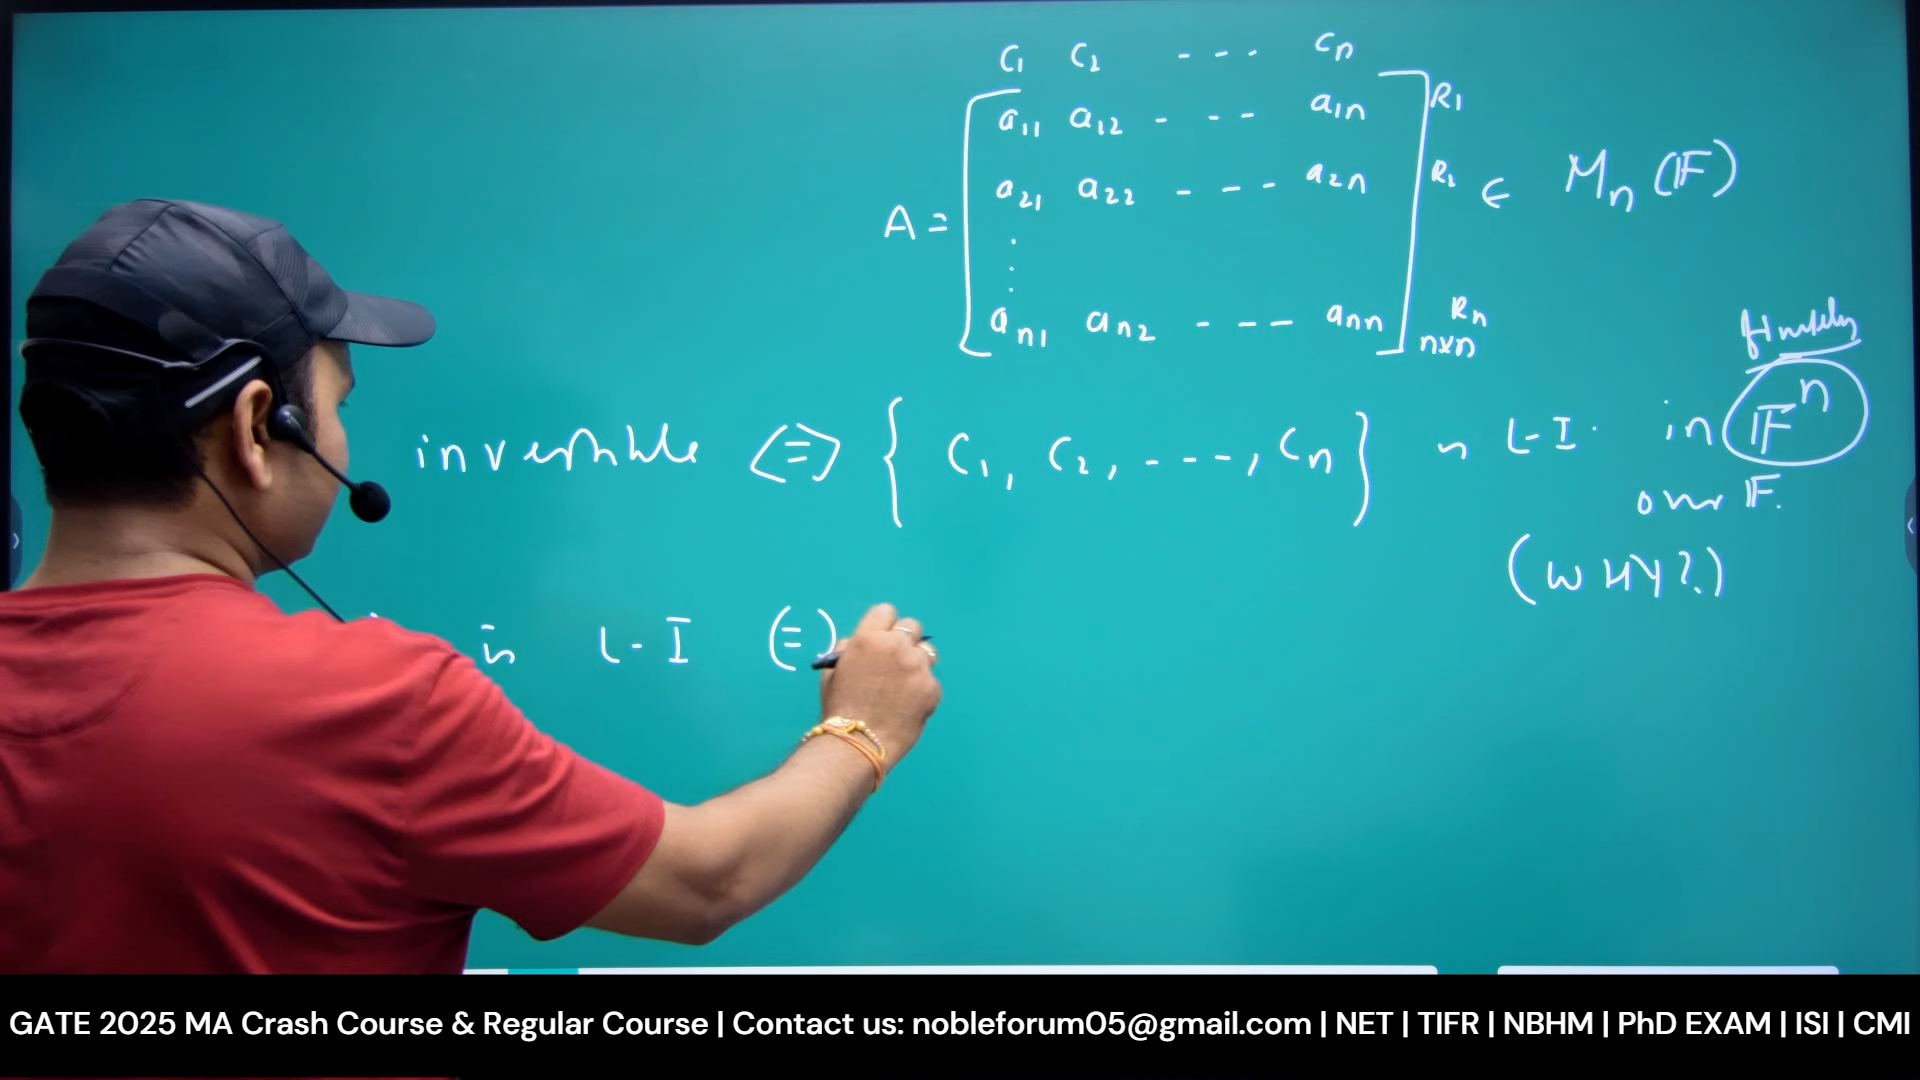 C1 C2 --- Cn
a11 a12 - -- a1n R1
a21 a22 - -- a2n R2 ∈ Mn (F)
A =
an1 an2 - -- ann Rn
n×n
invertible <=> { C1, C2, ----, Cn } L-I. in F^n
over F.
(WHY?)
is L-I (=)
GATE 2025 MA Crash Course & Regular Course | Contact us: nobleforum05@gmail.com | NET | TIFR | NBHM | PhD EXAM | ISI | CMI